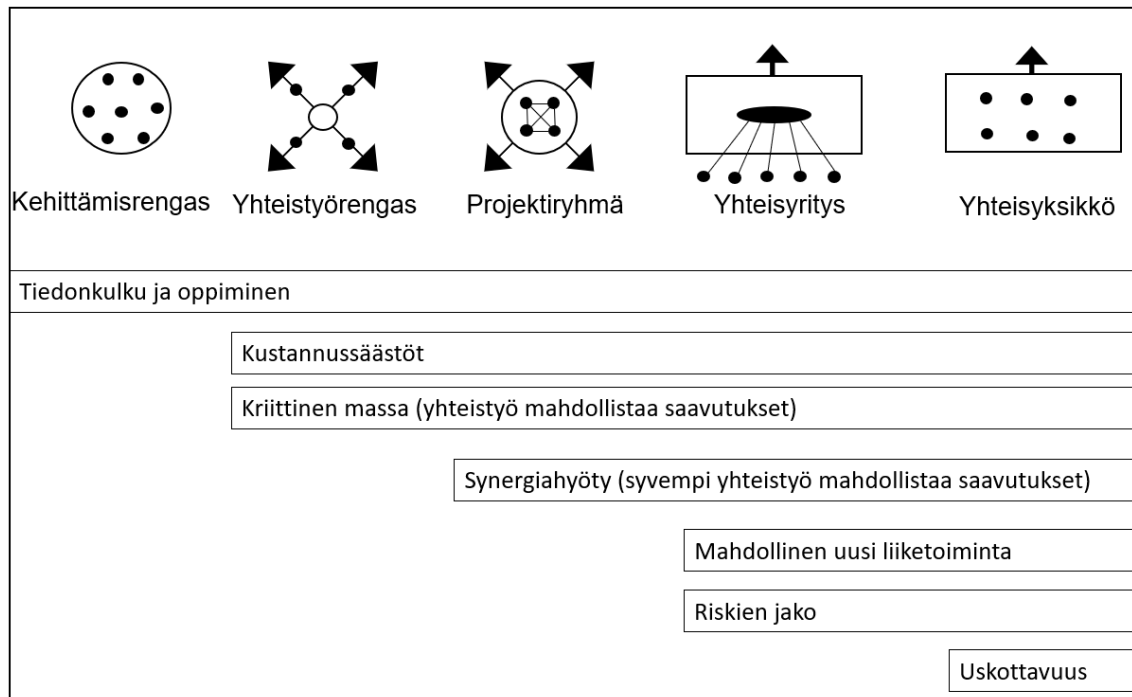 Kehittämisrengas
Yhteistyörengas
Projektiryhmä
Yhteisyritys
Yhteisyksikkö
Tiedonkulku ja oppiminen
Kustannussäästöt
Kriittinen massa (yhteistyö mahdollistaa saavutukset)
Synergiahyöty (syvempi yhteistyö mahdollistaa saavutukset)
Mahdollinen uusi liiketoiminta
Riskien jako
Uskottavuus